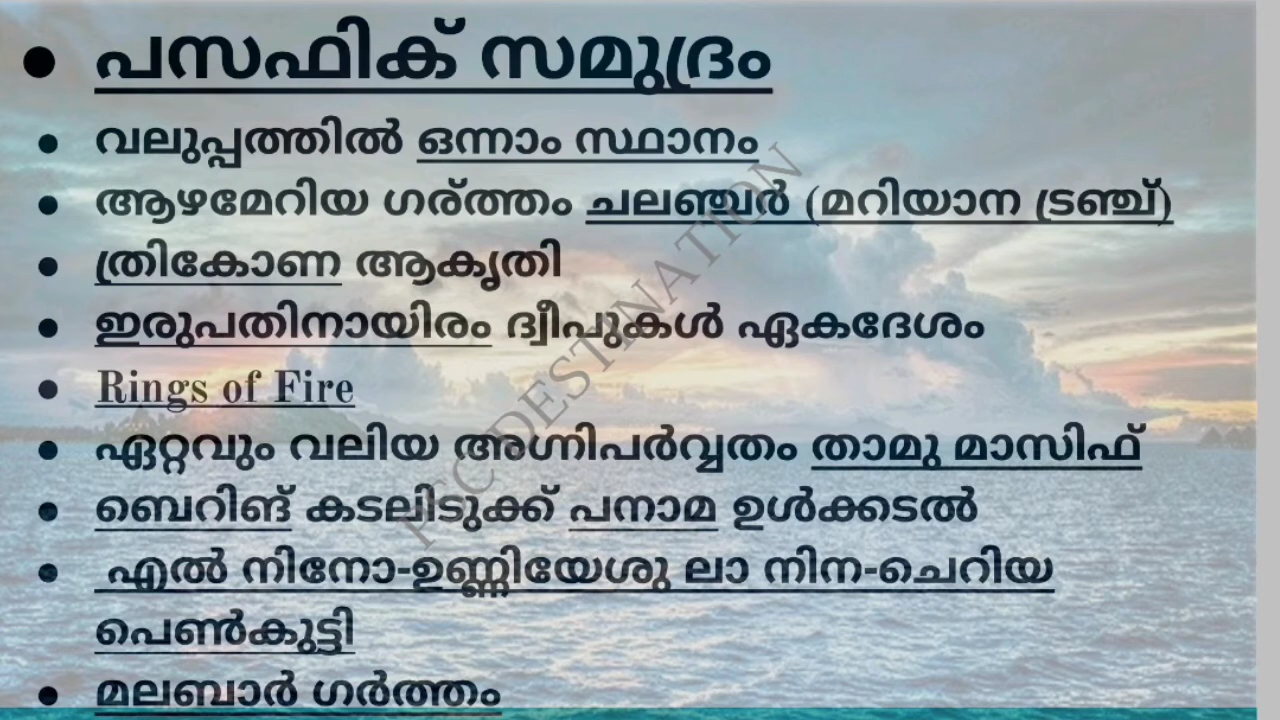 • പസഫിക് സമുദ്രം
• വലുപ്പത്തിൽ ഒന്നാം സ്ഥാനം
• ആഴമേറിയ ഗര്ത്തം ചലഞ്ചർ (മറിയാന ട്രഞ്ച്)
• ത്രികോണ ആകൃതി
• ഇരുപതിനായിരം ദ്വീപുകൾ ഏകദേശം
• Rings of Fire
• ഏറ്റവും വലിയ അഗ്നിപർവ്വതം താമു മാസിഫ്
• ബെറിങ് കടലിടുക്ക് പനാമ ഉൾക്കടൽ
• എൽ നിനോ-ഉണ്ണിയേശു ലാ നിന-ചെറിയ
പെൺകുട്ടി
• മലബാർ ഗർത്തം
PSCDESTINATION